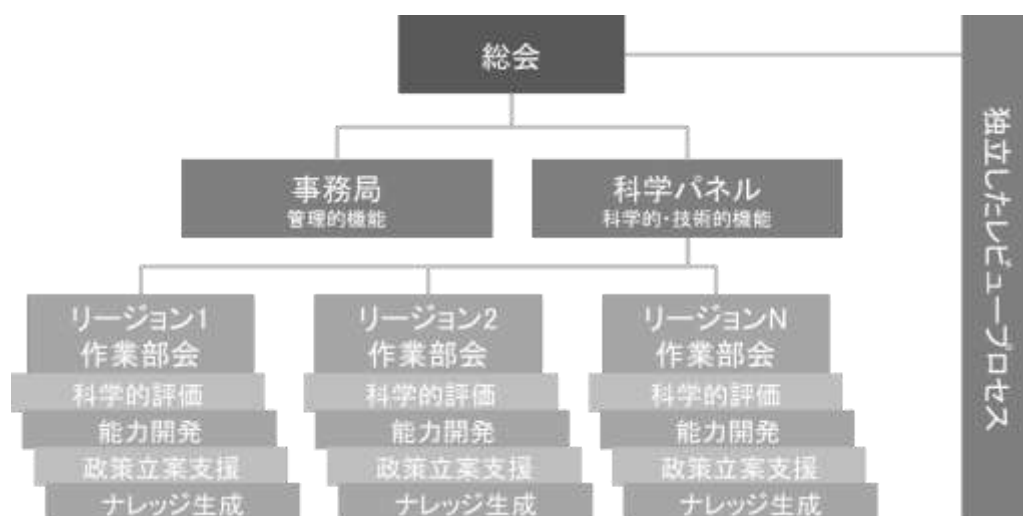 総会
事務局
管理的機能
科学パネル
科学的・技術的機能
リージョン1
作業部会
科学的評価
能力開発
政策立案支援
ナレッジ生成
リージョン2
作業部会
科学的評価
能力開発
政策立案支援
ナレッジ生成
リージョンN
作業部会
科学的評価
能力開発
政策立案支援
ナレッジ生成
独立したレビュープロセス